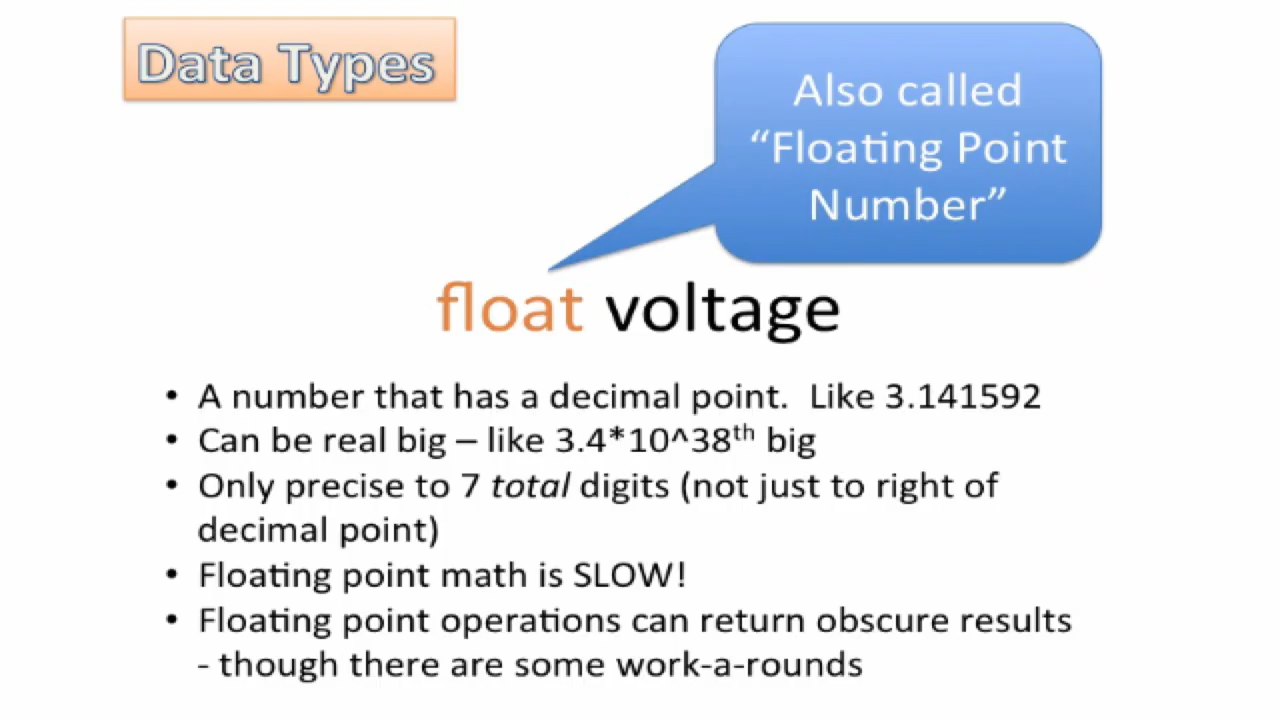 Data Types
Also called
“Floating Point
Number”
float voltage
• A number that has a decimal point.  Like 3.141592
• Can be real big – like 3.4*10^38th big
• Only precise to 7 total digits (not just to right of
decimal point)
• Floating point math is SLOW!
• Floating point operations can return obscure results
- though there are some work-a-rounds